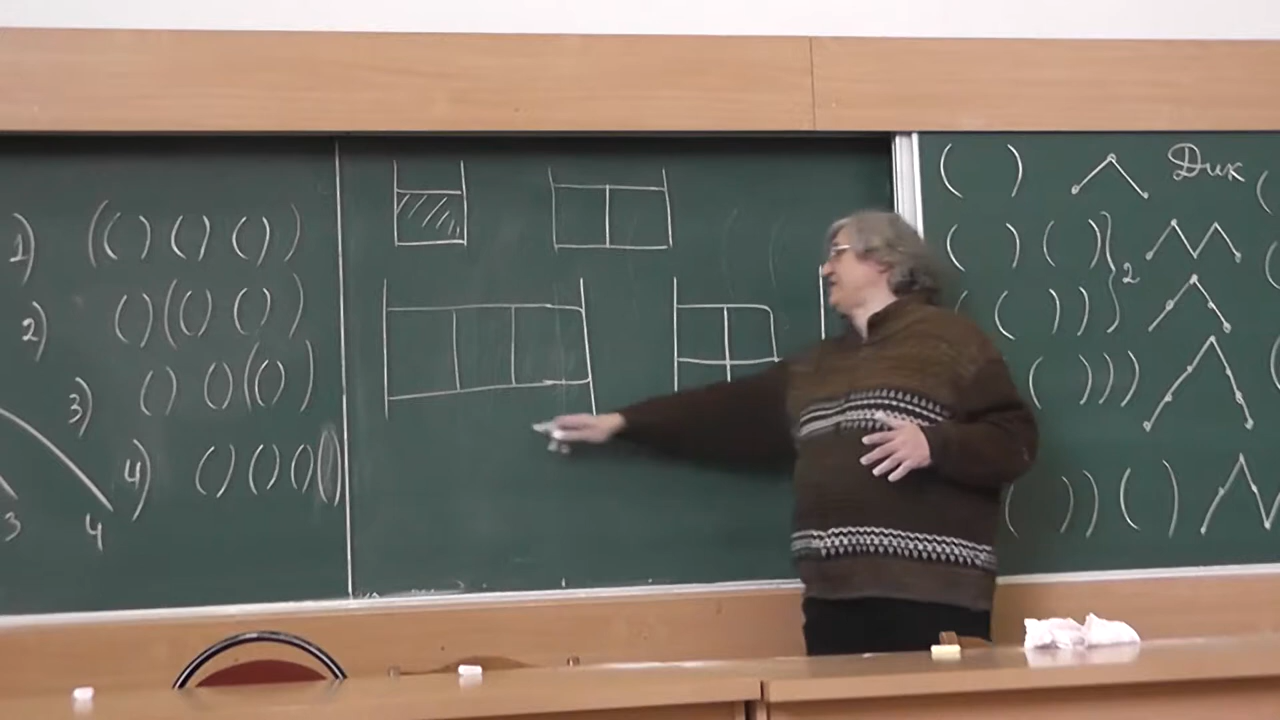 1) (() () ())
2) () (() ())
3) () () (())
4) () () () ()
3 4
( ) Дик (
( ) ( ) } 2 (
( ( ) )
( ) ) ) (
( ) ) ( )